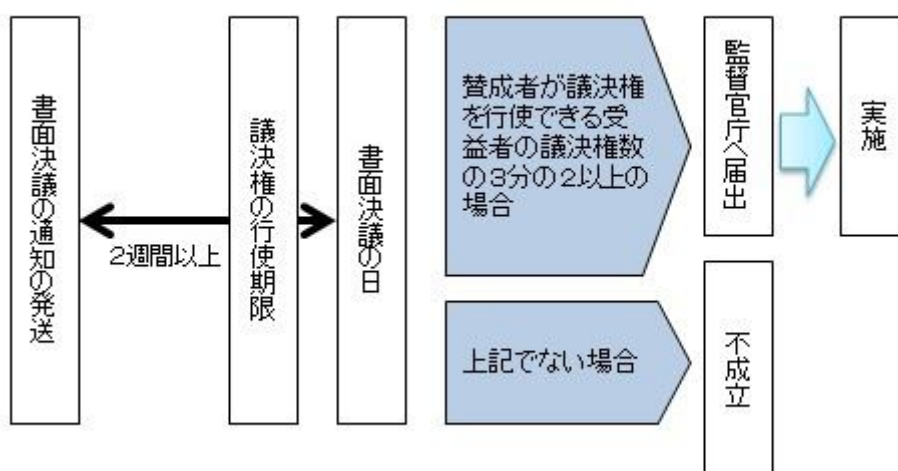 書面決議の通知の発送
2週間以上
議決権の行使期限
書面決議の日
賛成者が議決権
を行使できる受
益者の議決権数
の3分の2以上の
場合
監督官庁へ届出
実施
上記でない場合
不成立